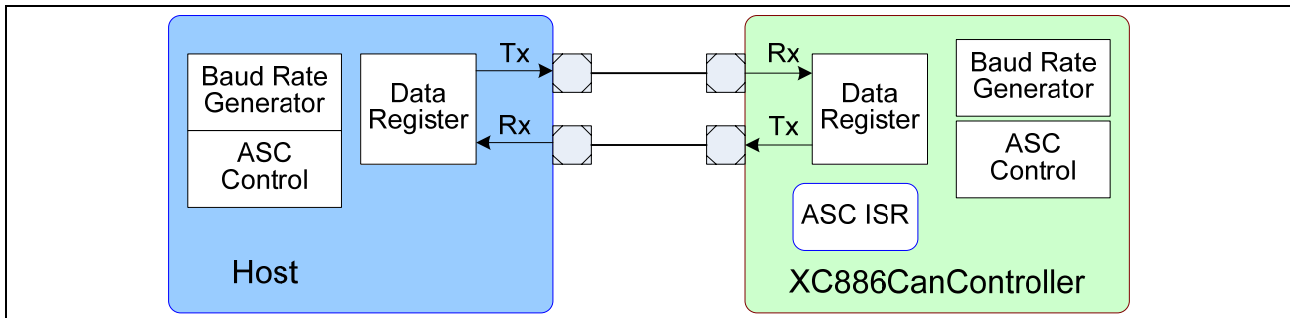 Baud Rate
Generator
ASC
Control
Data
Register
Tx
Rx
Host
Rx
Tx
Data
Register
Baud Rate
Generator
ASC
Control
ASC ISR
XC886CanController